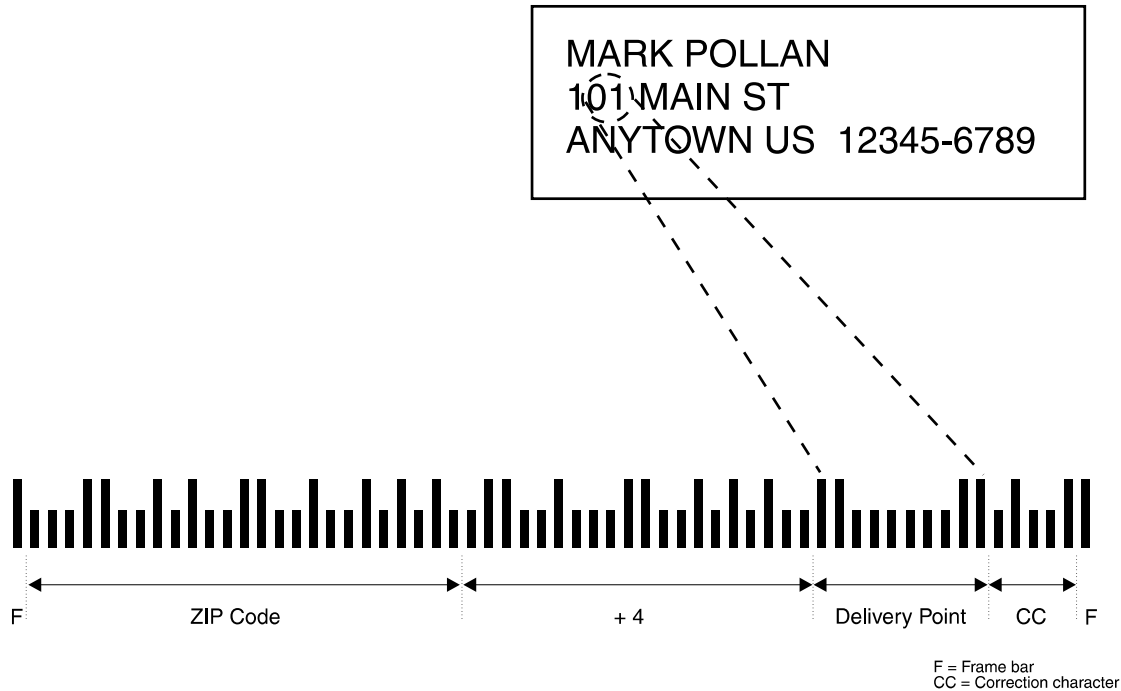 MARK POLLAN
101 MAIN ST
ANYTOWN US 12345-6789
F ZIP Code + 4 Delivery Point CC F
F = Frame bar
CC = Correction character